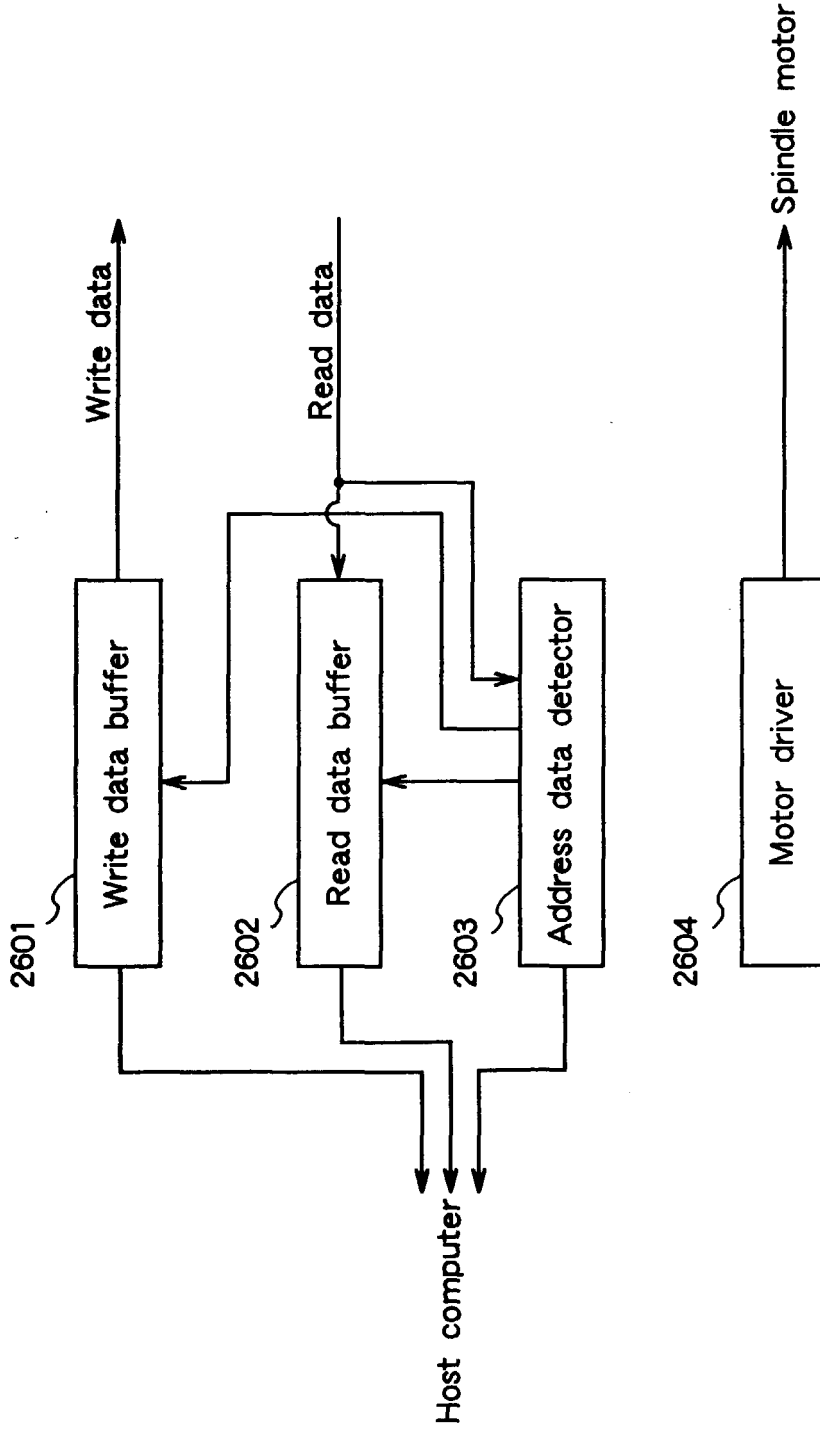 2601
Write data buffer
Write data
2602
Read data buffer
Read data
Host computer
2603
Address data detector
2604
Motor driver
Spindle motor